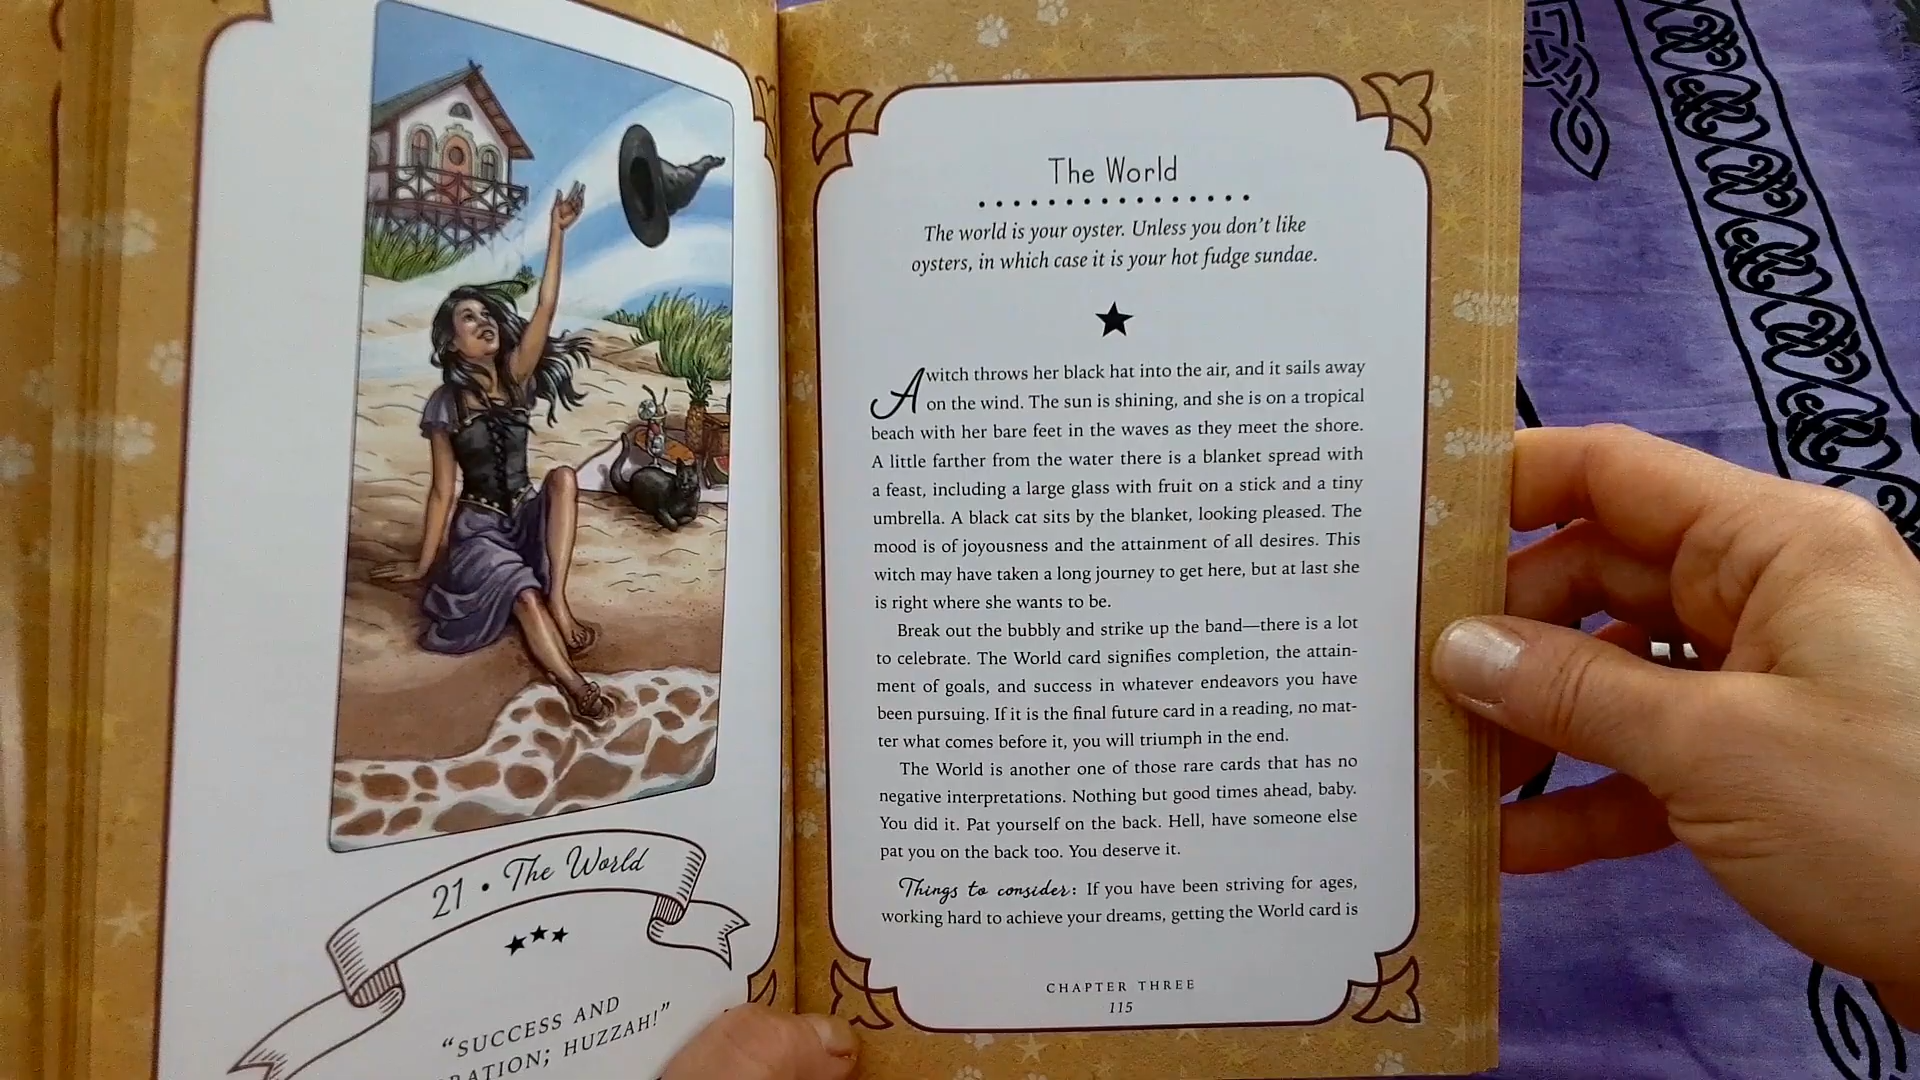 21 • The World
"SUCCESS AND
HUZZAH!"
The World
The world is your oyster. Unless you don't like
oysters, in which case it is your hot fudge sundae.
A witch throws her black hat into the air, and it sails away
on the wind. The sun is shining, and she is on a tropical
beach with her bare feet in the waves as they meet the shore.
A little farther from the water there is a blanket spread with
a feast, including a large glass with fruit on a stick and a tiny
umbrella. A black cat sits by the blanket, looking pleased. The
mood is of joyousness and the attainment of all desires. This
witch may have taken a long journey to get here, but at last she
is right where she wants to be.
Break out the bubbly and strike up the band—there is a lot
to celebrate. The World card signifies completion, the attain-
ment of goals, and success in whatever endeavors you have
been pursuing. If it is the final future card in a reading, no mat-
ter what comes before it, you will triumph in the end.
The World is another one of those rare cards that has no
negative interpretations. Nothing but good times ahead, baby.
You did it. Pat yourself on the back. Hell, have someone else
pat you on the back too. You deserve it.
Things to consider: If you have been striving for ages,
working hard to achieve your dreams, getting the World card is
CHAPTER THREE
115